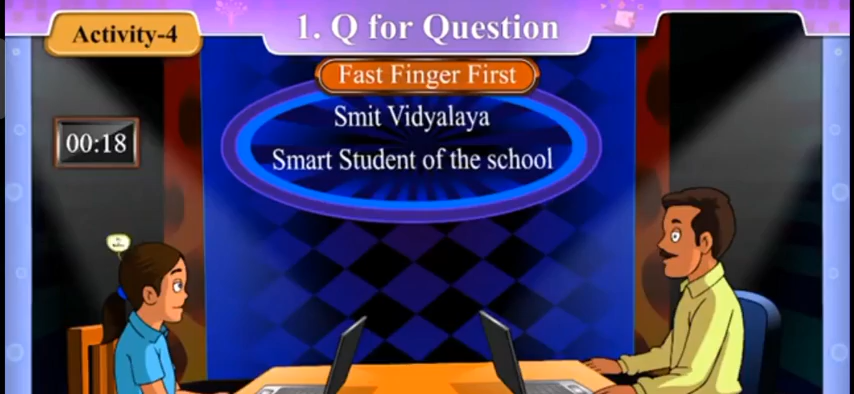 Activity-4
1. Q for Question
Fast Finger First
Smit Vidyalaya
Smart Student of the school
00:18